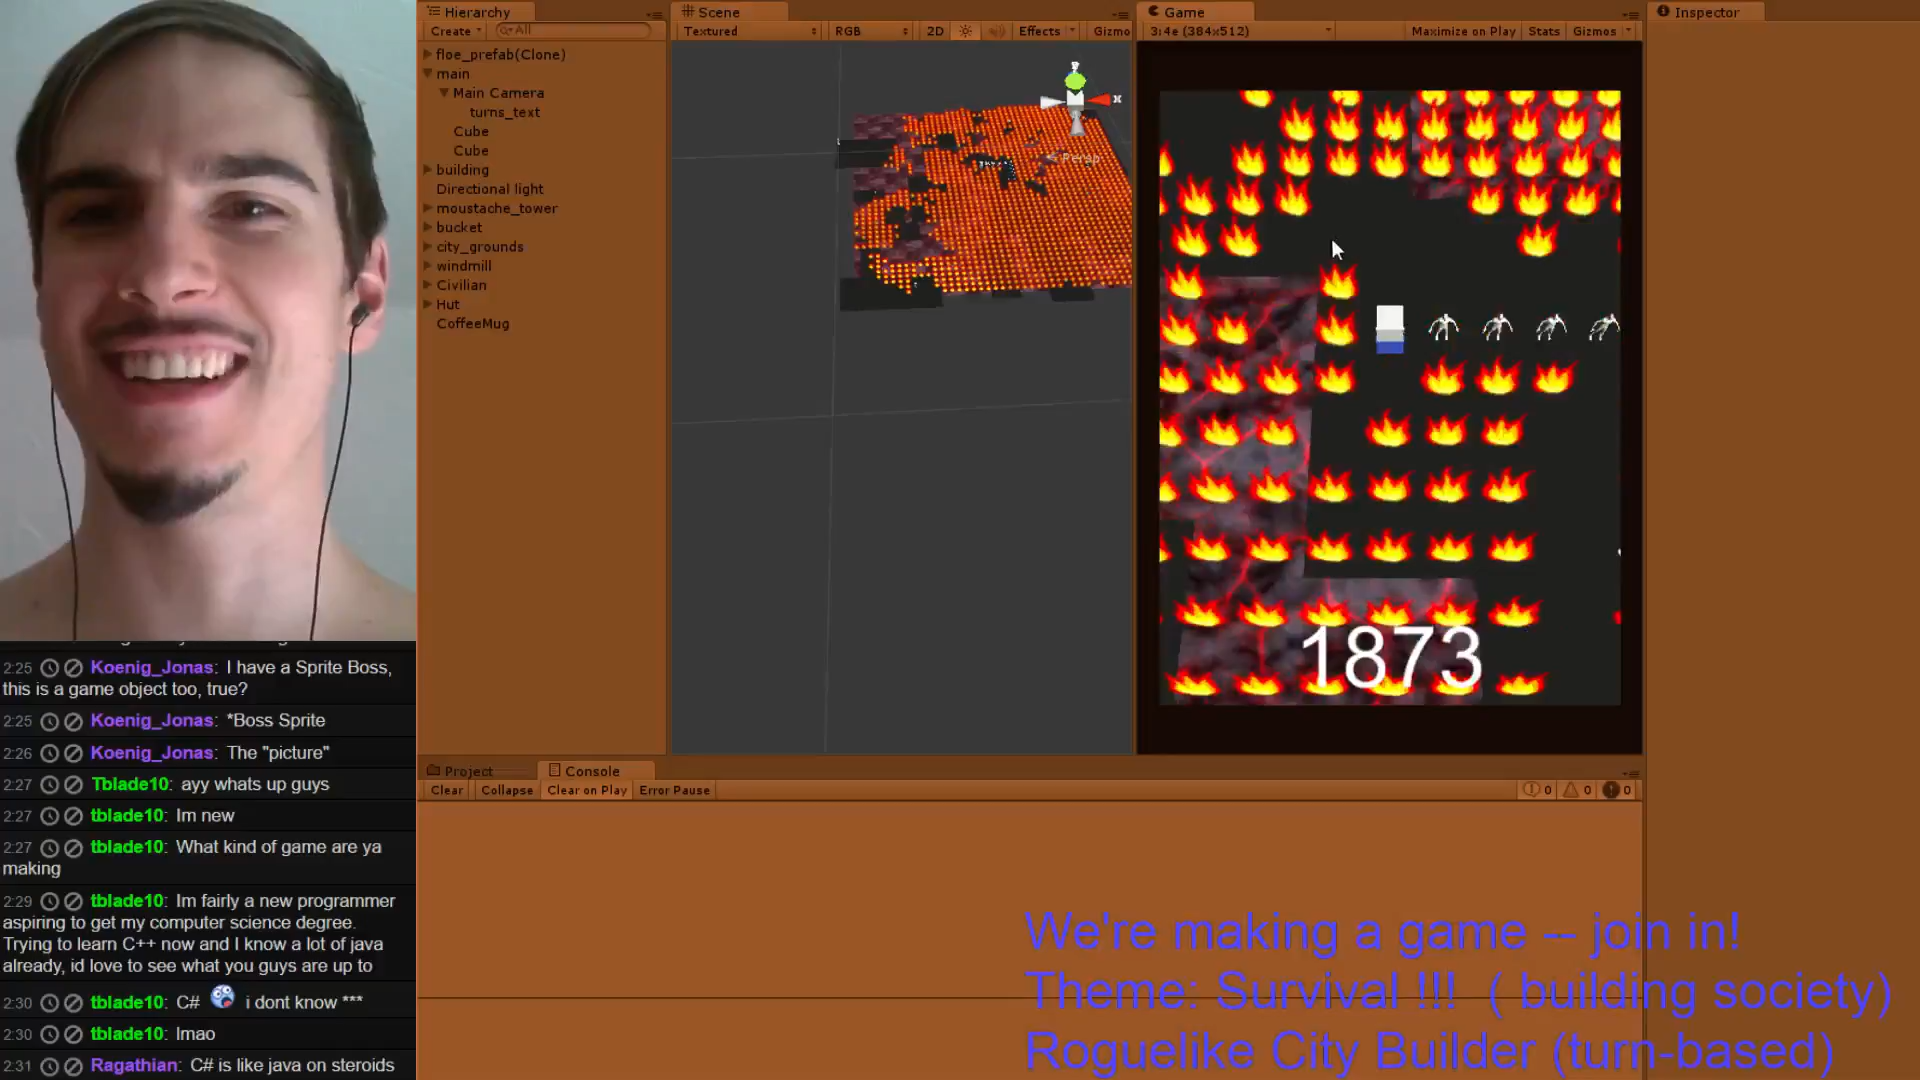 Hierarchy
Create
All
floe_prefab(Clone)
main
Main Camera
turns_text
Cube
Cube
building
Directional light
moustache_tower
bucket
city_grounds
windmill
Civilian
Hut
CoffeeMug
Scene
Textured
RGB
2D
Effects
Gizmo
x
Persp
Game
3:4e (384x512)
Maximize on Play
Stats
Gizmos
1873
Inspector
Project
Console
Clear
Collapse
Clear on Play
Error Pause
0
0
0
2:25 Koenig_Jonas: I have a Sprite Boss,
this is a game object too, true?
2:25 Koenig_Jonas: *Boss Sprite
2:26 Koenig_Jonas: The "picture"
2:27 Tblade10: ayy whats up guys
2:27 tblade10: Im new
2:27 tblade10: What kind of game are ya
making
2:29 tblade10: Im fairly a new programmer
aspiring to get my computer science degree.
Trying to learn C++ now and I know a lot of java
already, id love to see what you guys are up to
2:30 tblade10: C# i dont know ***
2:30 tblade10: lmao
2:31 Ragathian: C# is like java on steroids
We're making a game -- join in!
Theme: Survival !!! ( building society)
Roguelike City Builder (turn-based)